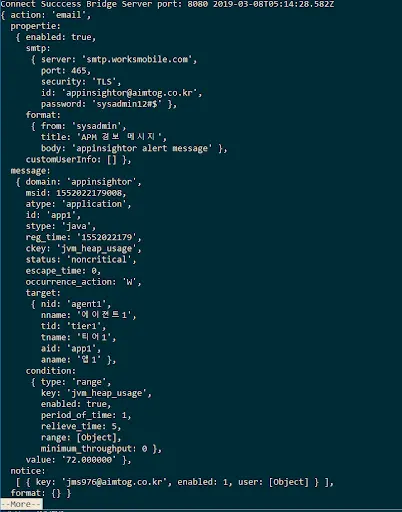 Connect Succcess Bridge Server port: 8080 2019-03-08T05:14:28.582Z
{ action: 'email',
propertie:
{ enabled: true,
smtp:
{ server: 'smtp.worksmobile.com',
port: 465,
security: 'TLS',
id: 'appinsightor@aimtog.co.kr',
password: 'sysadmin12#$' },
format:
{ from: 'sysadmin',
title: 'APM 경보 메시지',
body: 'appinsightor alert message' },
customUserInfo: [] },
message:
{ domain: 'appinsightor',
msid: 1552022179008,
atype: 'application',
id: 'app1',
stype: 'java',
reg_time: '1552022179',
ckey: 'jvm_heap_usage',
status: 'noncritical',
escape_time: 0,
occurrence_action: 'W',
target:
{ nid: 'agent1',
nname: '에이전트1',
tid: 'tier1',
tname: '티어1',
aid: 'app1',
aname: '앱1' },
condition:
{ type: 'range',
key: 'jvm_heap_usage',
enabled: true,
period_of_time: 1,
relieve_time: 5,
range: [Object],
minimum_throughput: 0 },
value: '72.000000' },
notice:
[ { key: 'jms976@aimtog.co.kr', enabled: 1, user: [Object] } ],
format: {} }
--More--